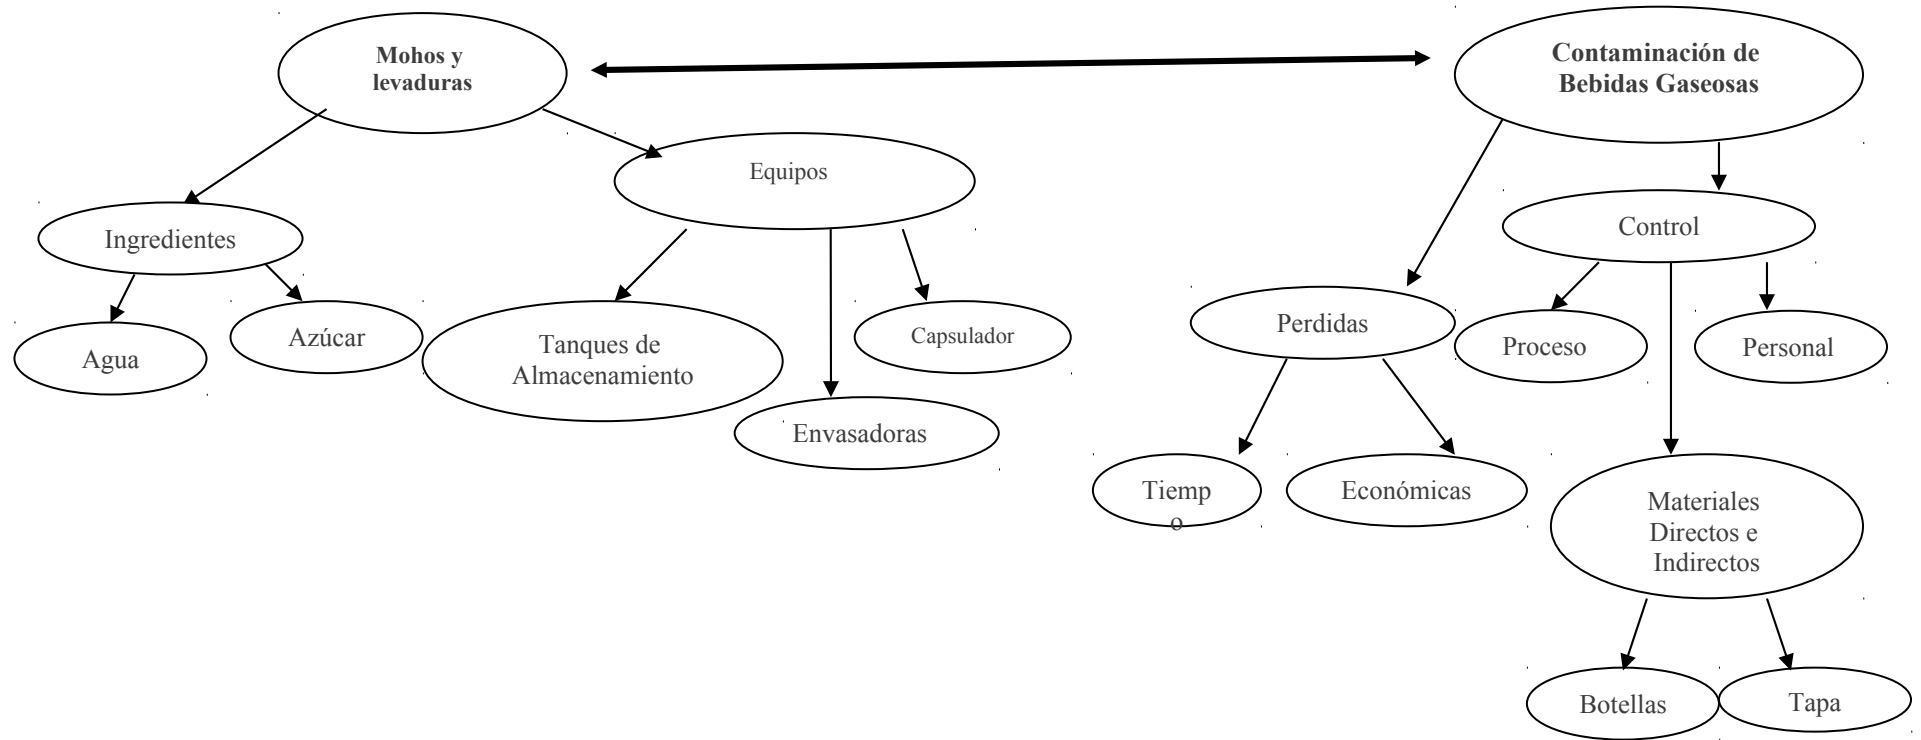 Mohos y
levaduras
Contaminación de
Bebidas Gaseosas
Equipos
Ingredientes
Control
Agua
Azúcar
Tanques de
Almacenamiento
Capsulador
Envasadoras
Perdidas
Proceso
Personal
Tiemp
o
Económicas
Materiales
Directos e
Indirectos
Botellas
Tapa